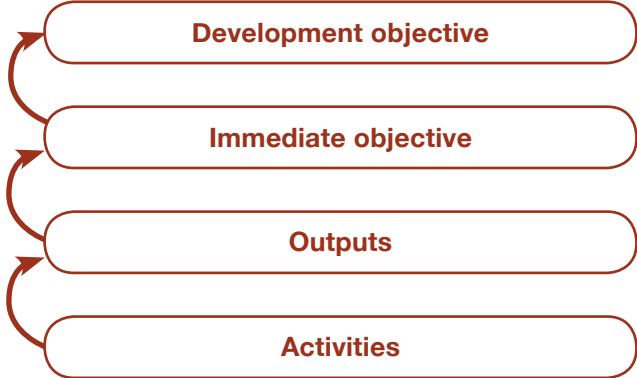 Development objective
Immediate objective
Outputs
Activities